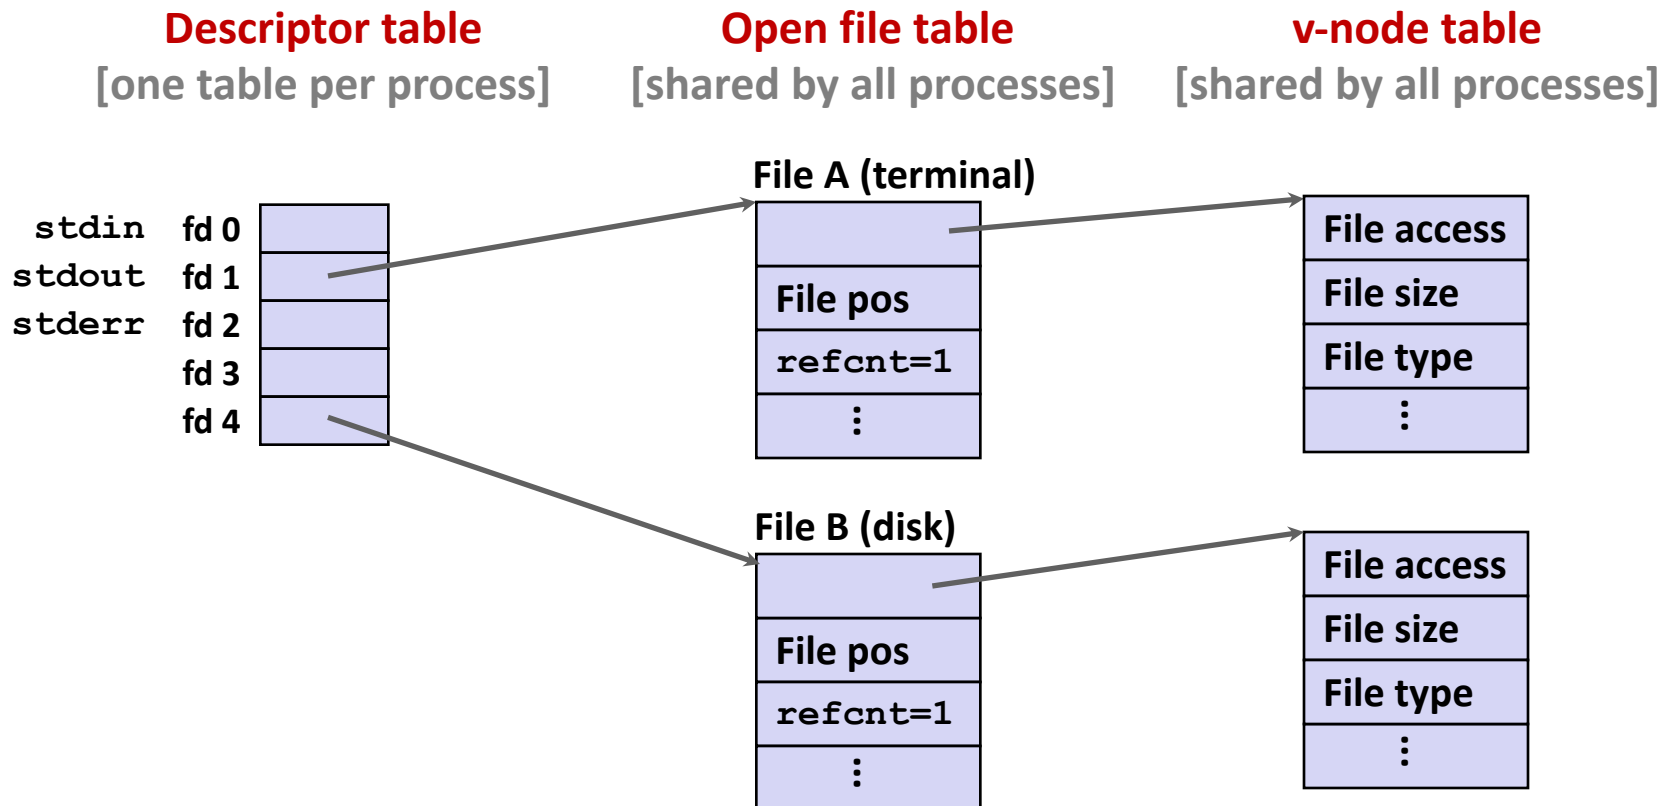 Descriptor table
[one table per process]
Open file table
[shared by all processes]
v-node table
[shared by all processes]
stdin fd 0
stdout fd 1
stderr fd 2
fd 3
fd 4
File A (terminal)
File pos
refcnt=1
⋮
File access
File size
File type
⋮
File B (disk)
File pos
refcnt=1
⋮
File access
File size
File type
⋮